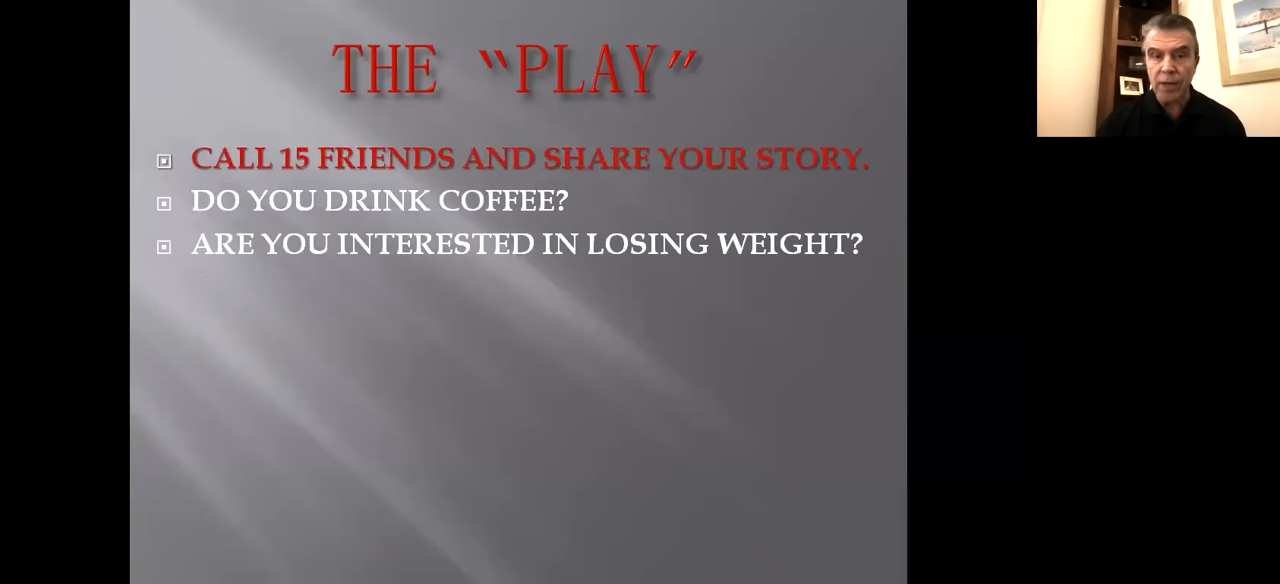 THE “PLAY”
CALL 15 FRIENDS AND SHARE YOUR STORY.
DO YOU DRINK COFFEE?
ARE YOU INTERESTED IN LOSING WEIGHT?